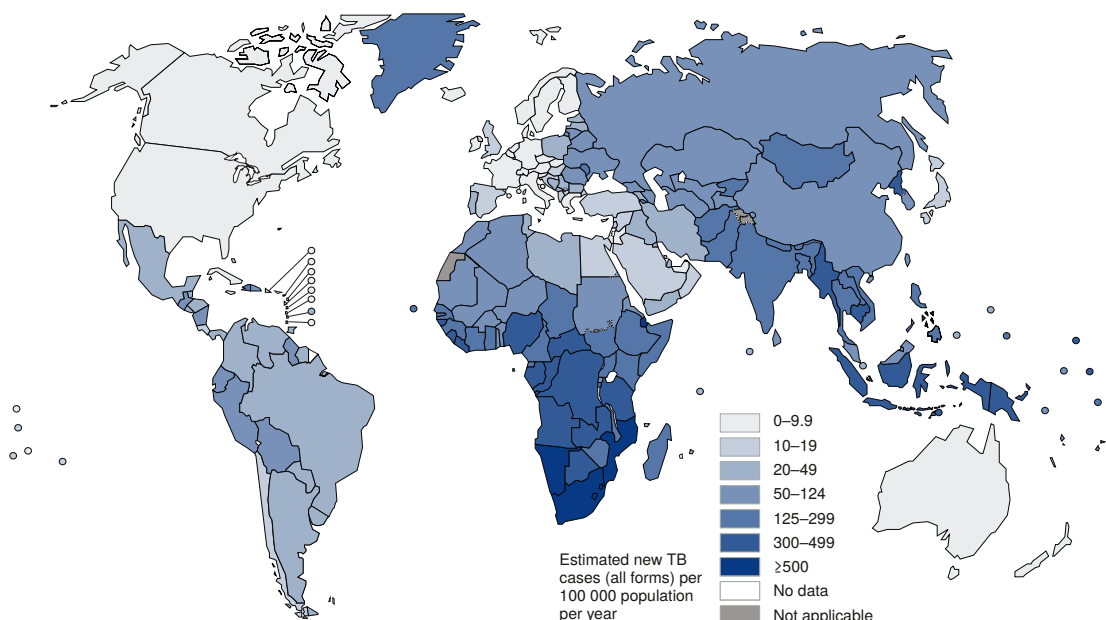 0–9.9
10–19
20–49
50–124
125–299
300–499
≥500
No data
Not applicable
Estimated new TB
cases (all forms) per
100 000 population
per year